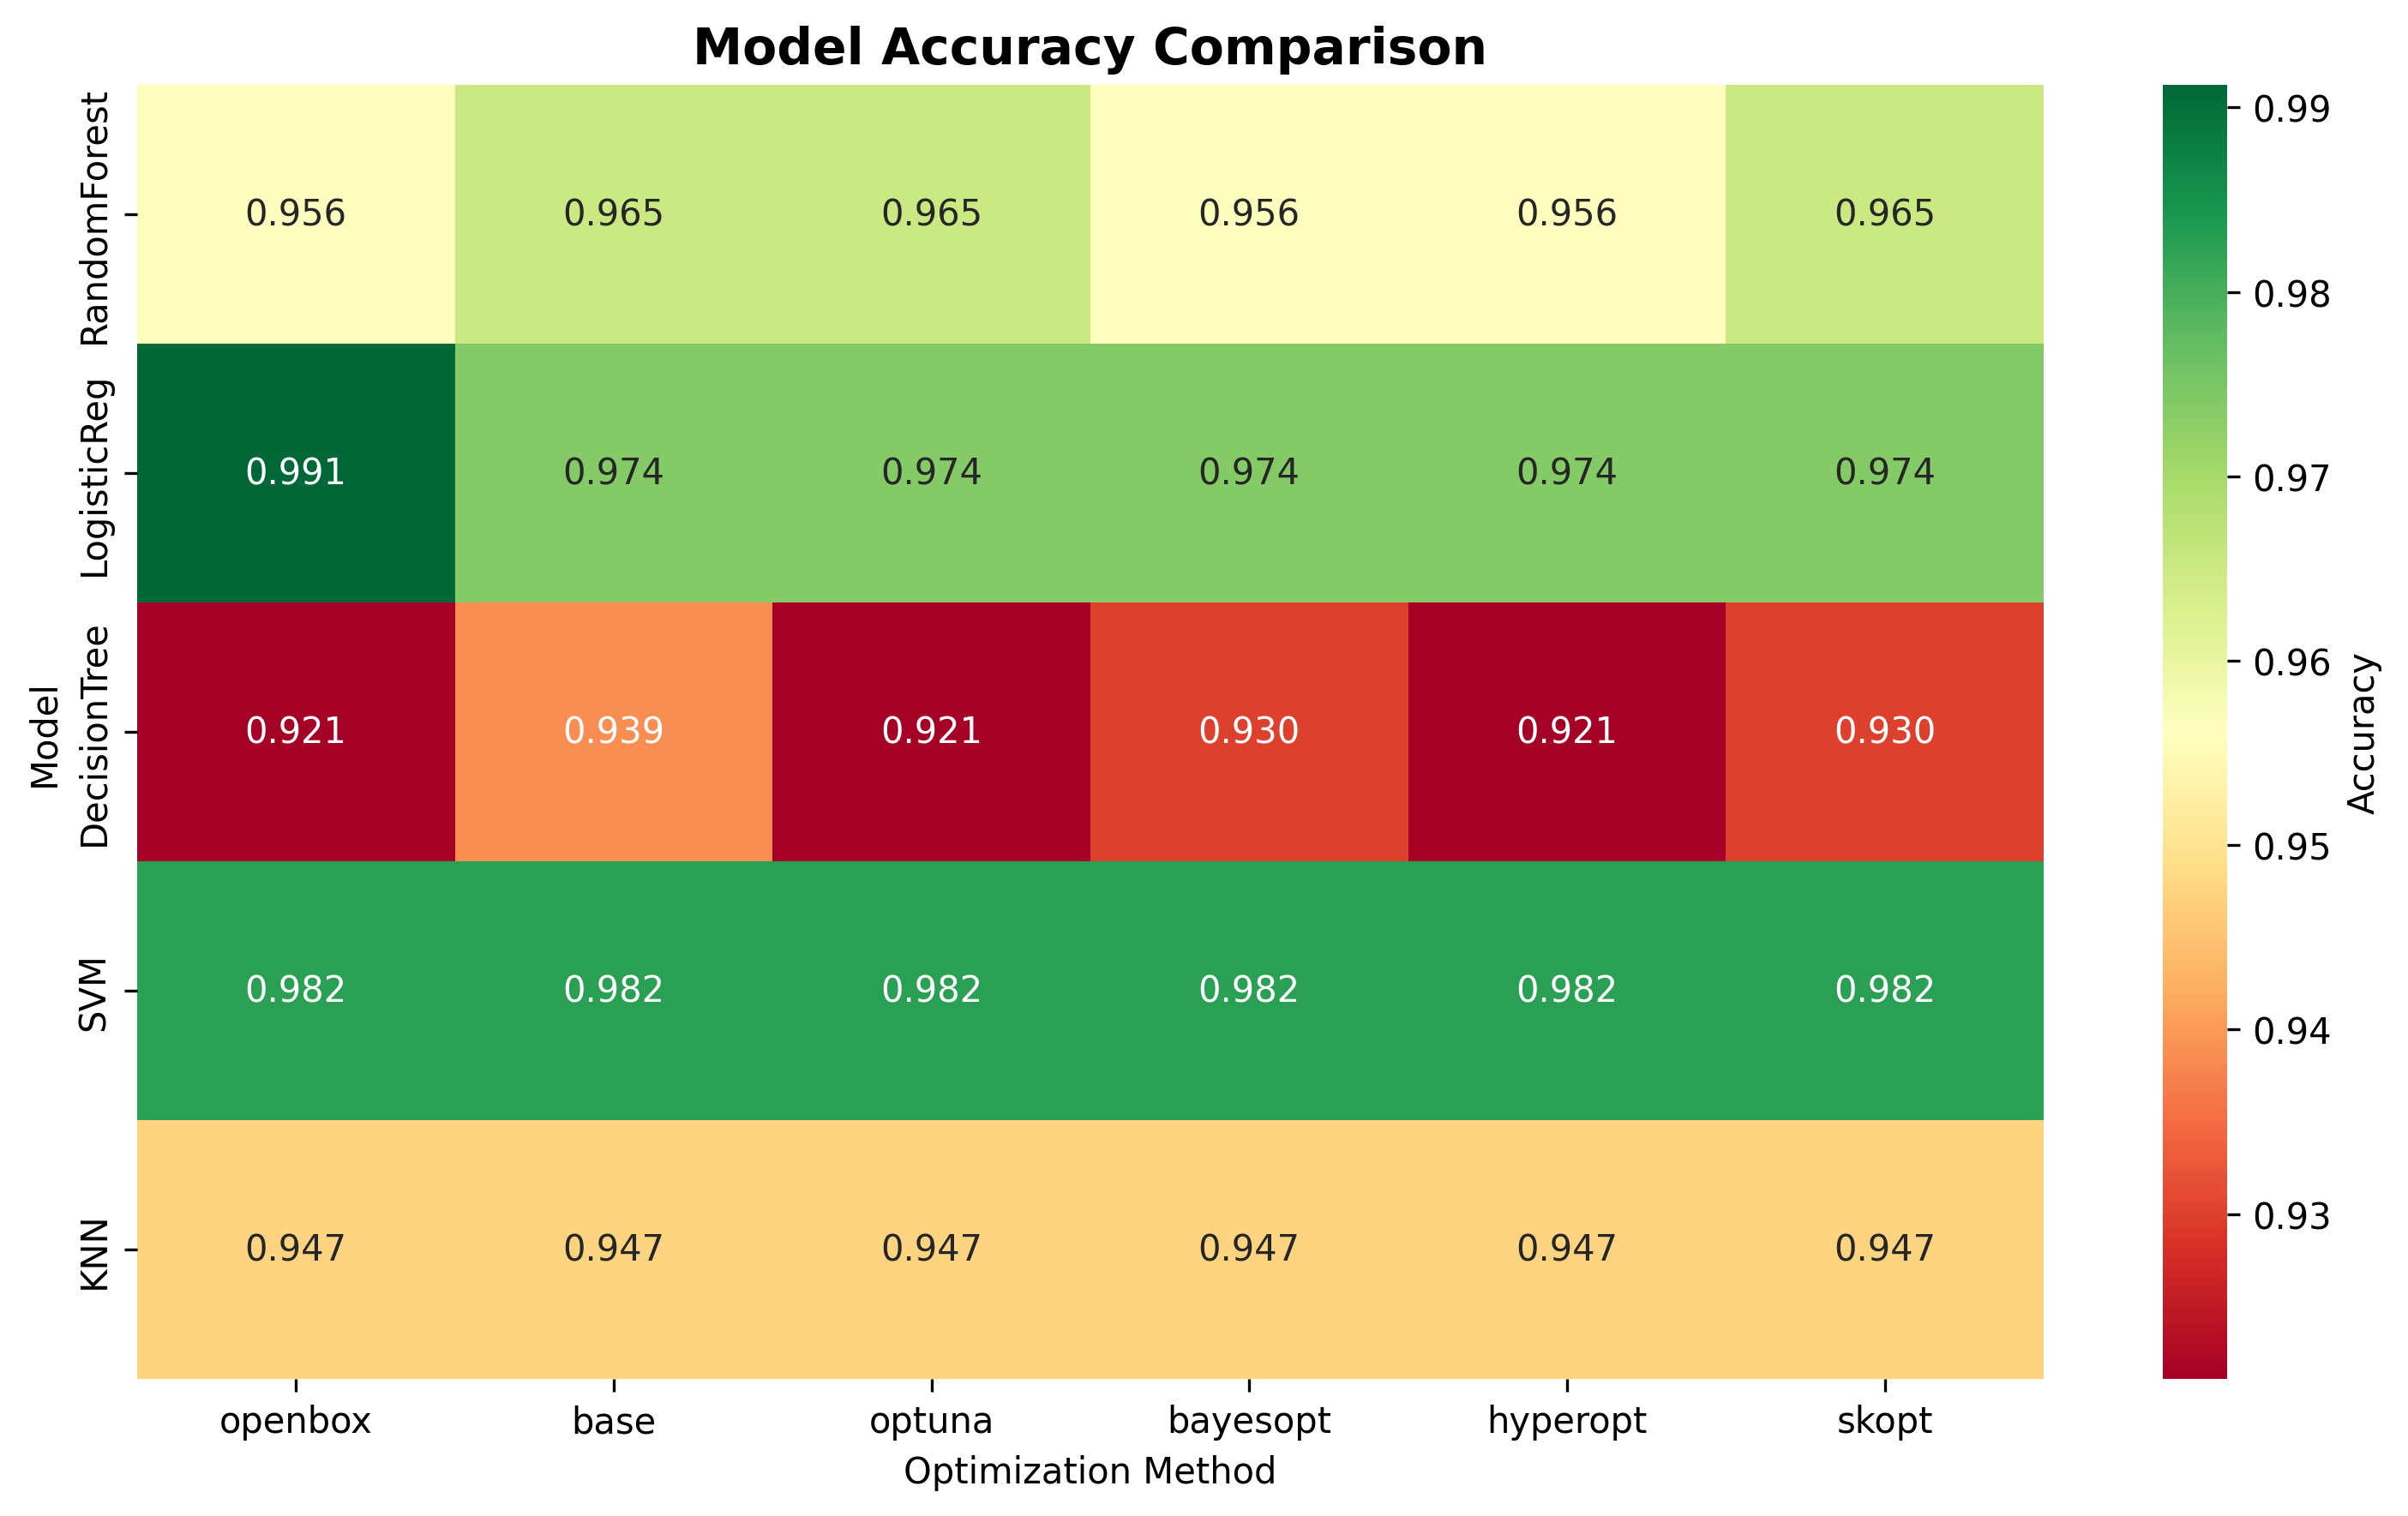 Model Accuracy Comparison
Model
RandomForest
0.956 0.965 0.965 0.956 0.956 0.965
LogisticReg
0.991 0.974 0.974 0.974 0.974 0.974
DecisionTree
0.921 0.939 0.921 0.930 0.921 0.930
SVM
0.982 0.982 0.982 0.982 0.982 0.982
KNN
0.947 0.947 0.947 0.947 0.947 0.947
openbox base optuna bayesopt hyperopt skopt
Optimization Method
0.99
0.98
0.97
0.96
0.95
0.94
0.93
Accuracy